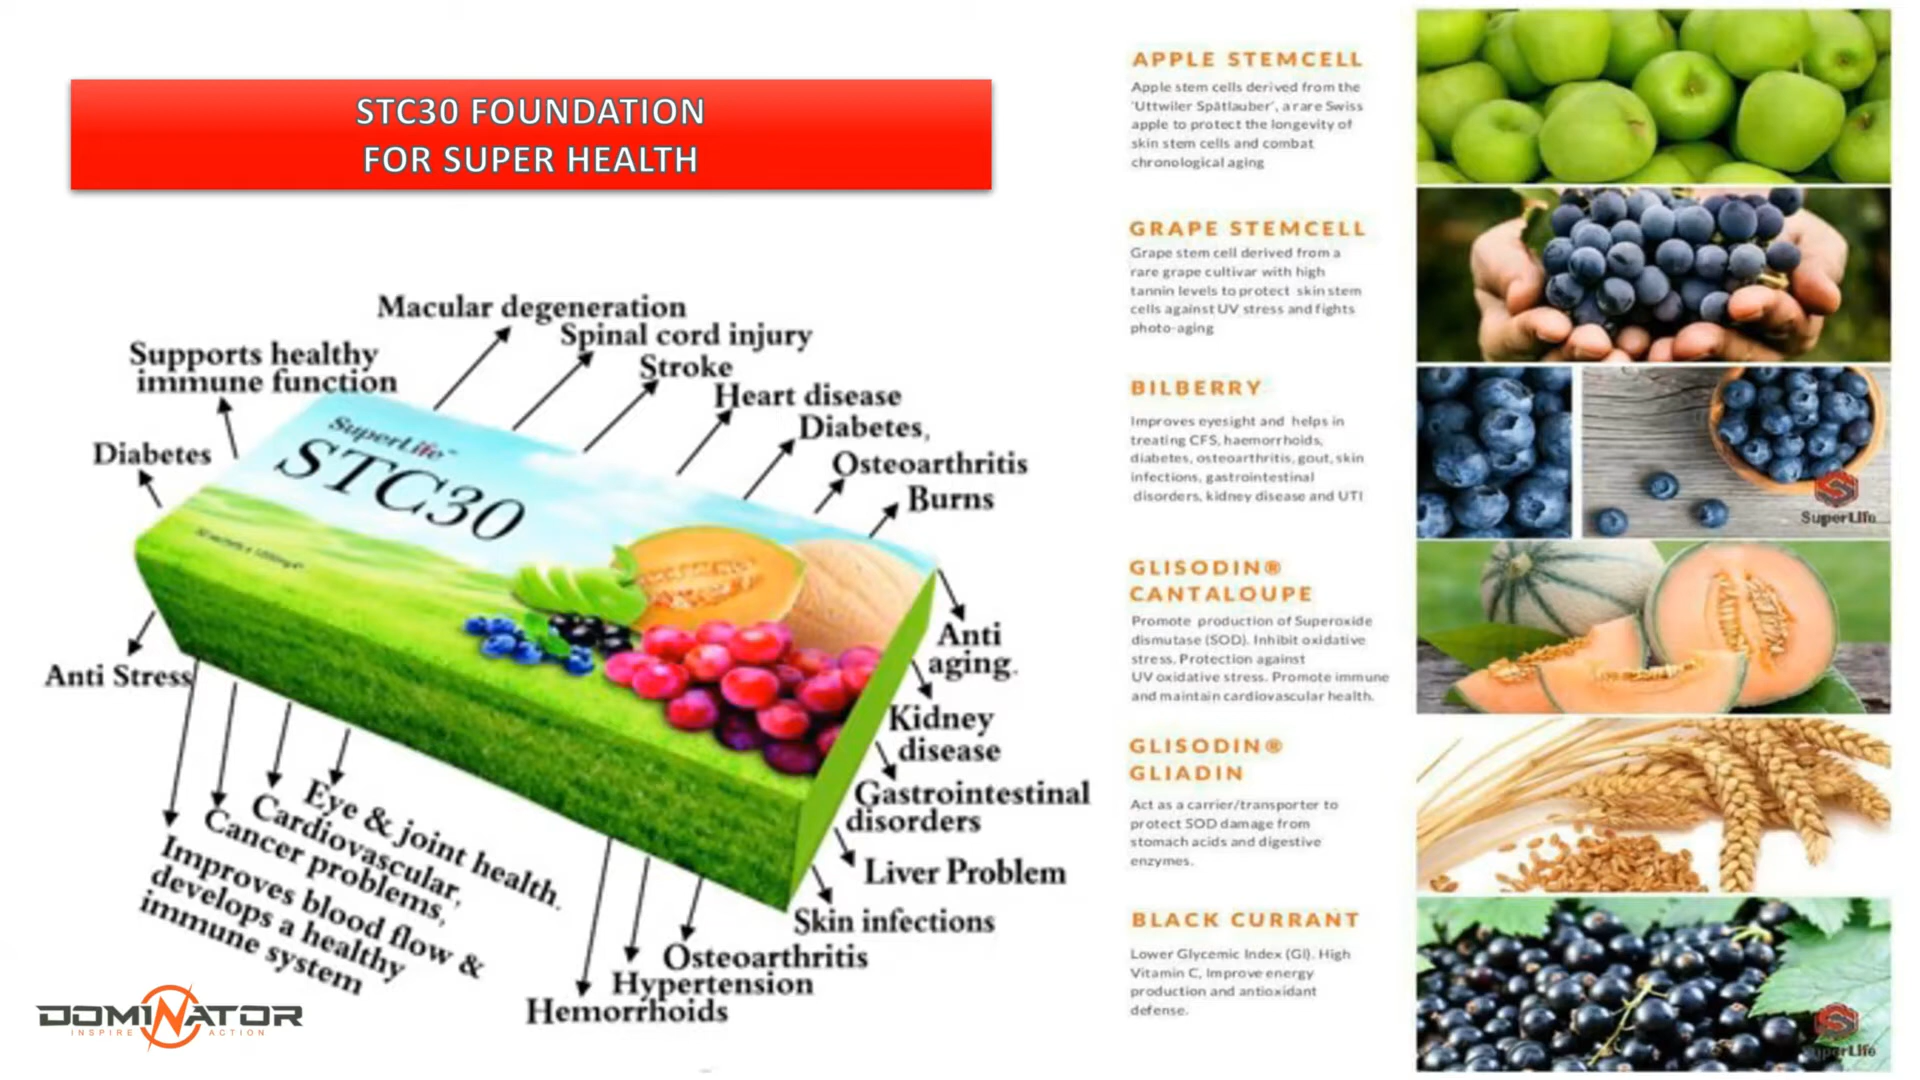 STC30 FOUNDATION
FOR SUPER HEALTH
Macular degeneration
Spinal cord injury
Stroke
Heart disease
Diabetes,
Osteoarthritis
Burns
Supports healthy
immune function
Diabetes
SuperLife™
STC30
Anti Stress
Anti
aging.
Kidney
disease
Gastrointestinal
disorders
Liver Problem
Skin infections
Osteoarthritis
Hypertension
Hemorrhoids
Eye & joint health.
Cardiovascular,
Cancer problems,
Improves blood flow &
develops a healthy
immune system
DOMINATOR
INSPIRE ACTION
APPLE STEMCELL
Apple stem cells derived from the
'Uttwiler Spätlauber', a rare Swiss
apple to protect the longevity of
skin stem cells and combat
chronological aging
GRAPE STEMCELL
Grape stem cell derived from a
rare grape cultivar with high
tannin levels to protect skin stem
cells against UV stress and fights
photo-aging
BILBERRY
Improves eyesight and helps in
treating CFS, haemorrhoids,
diabetes, osteoarthritis, gout, skin
infections, gastrointestinal
disorders, kidney disease and UTI
SuperLife
GLISODIN®
CANTALOUPE
Promote production of Superoxide
dismutase (SOD). Inhibit oxidative
stress. Protection against
UV oxidative stress. Promote immune
and maintain cardiovascular health.
GLISODIN®
GLIADIN
Act as a carrier/transporter to
protect SOD damage from
stomach acids and digestive
enzymes.
BLACK CURRANT
Lower Glycemic Index (GI). High
Vitamin C, Improve energy
production and antioxidant
defense.
SuperLife